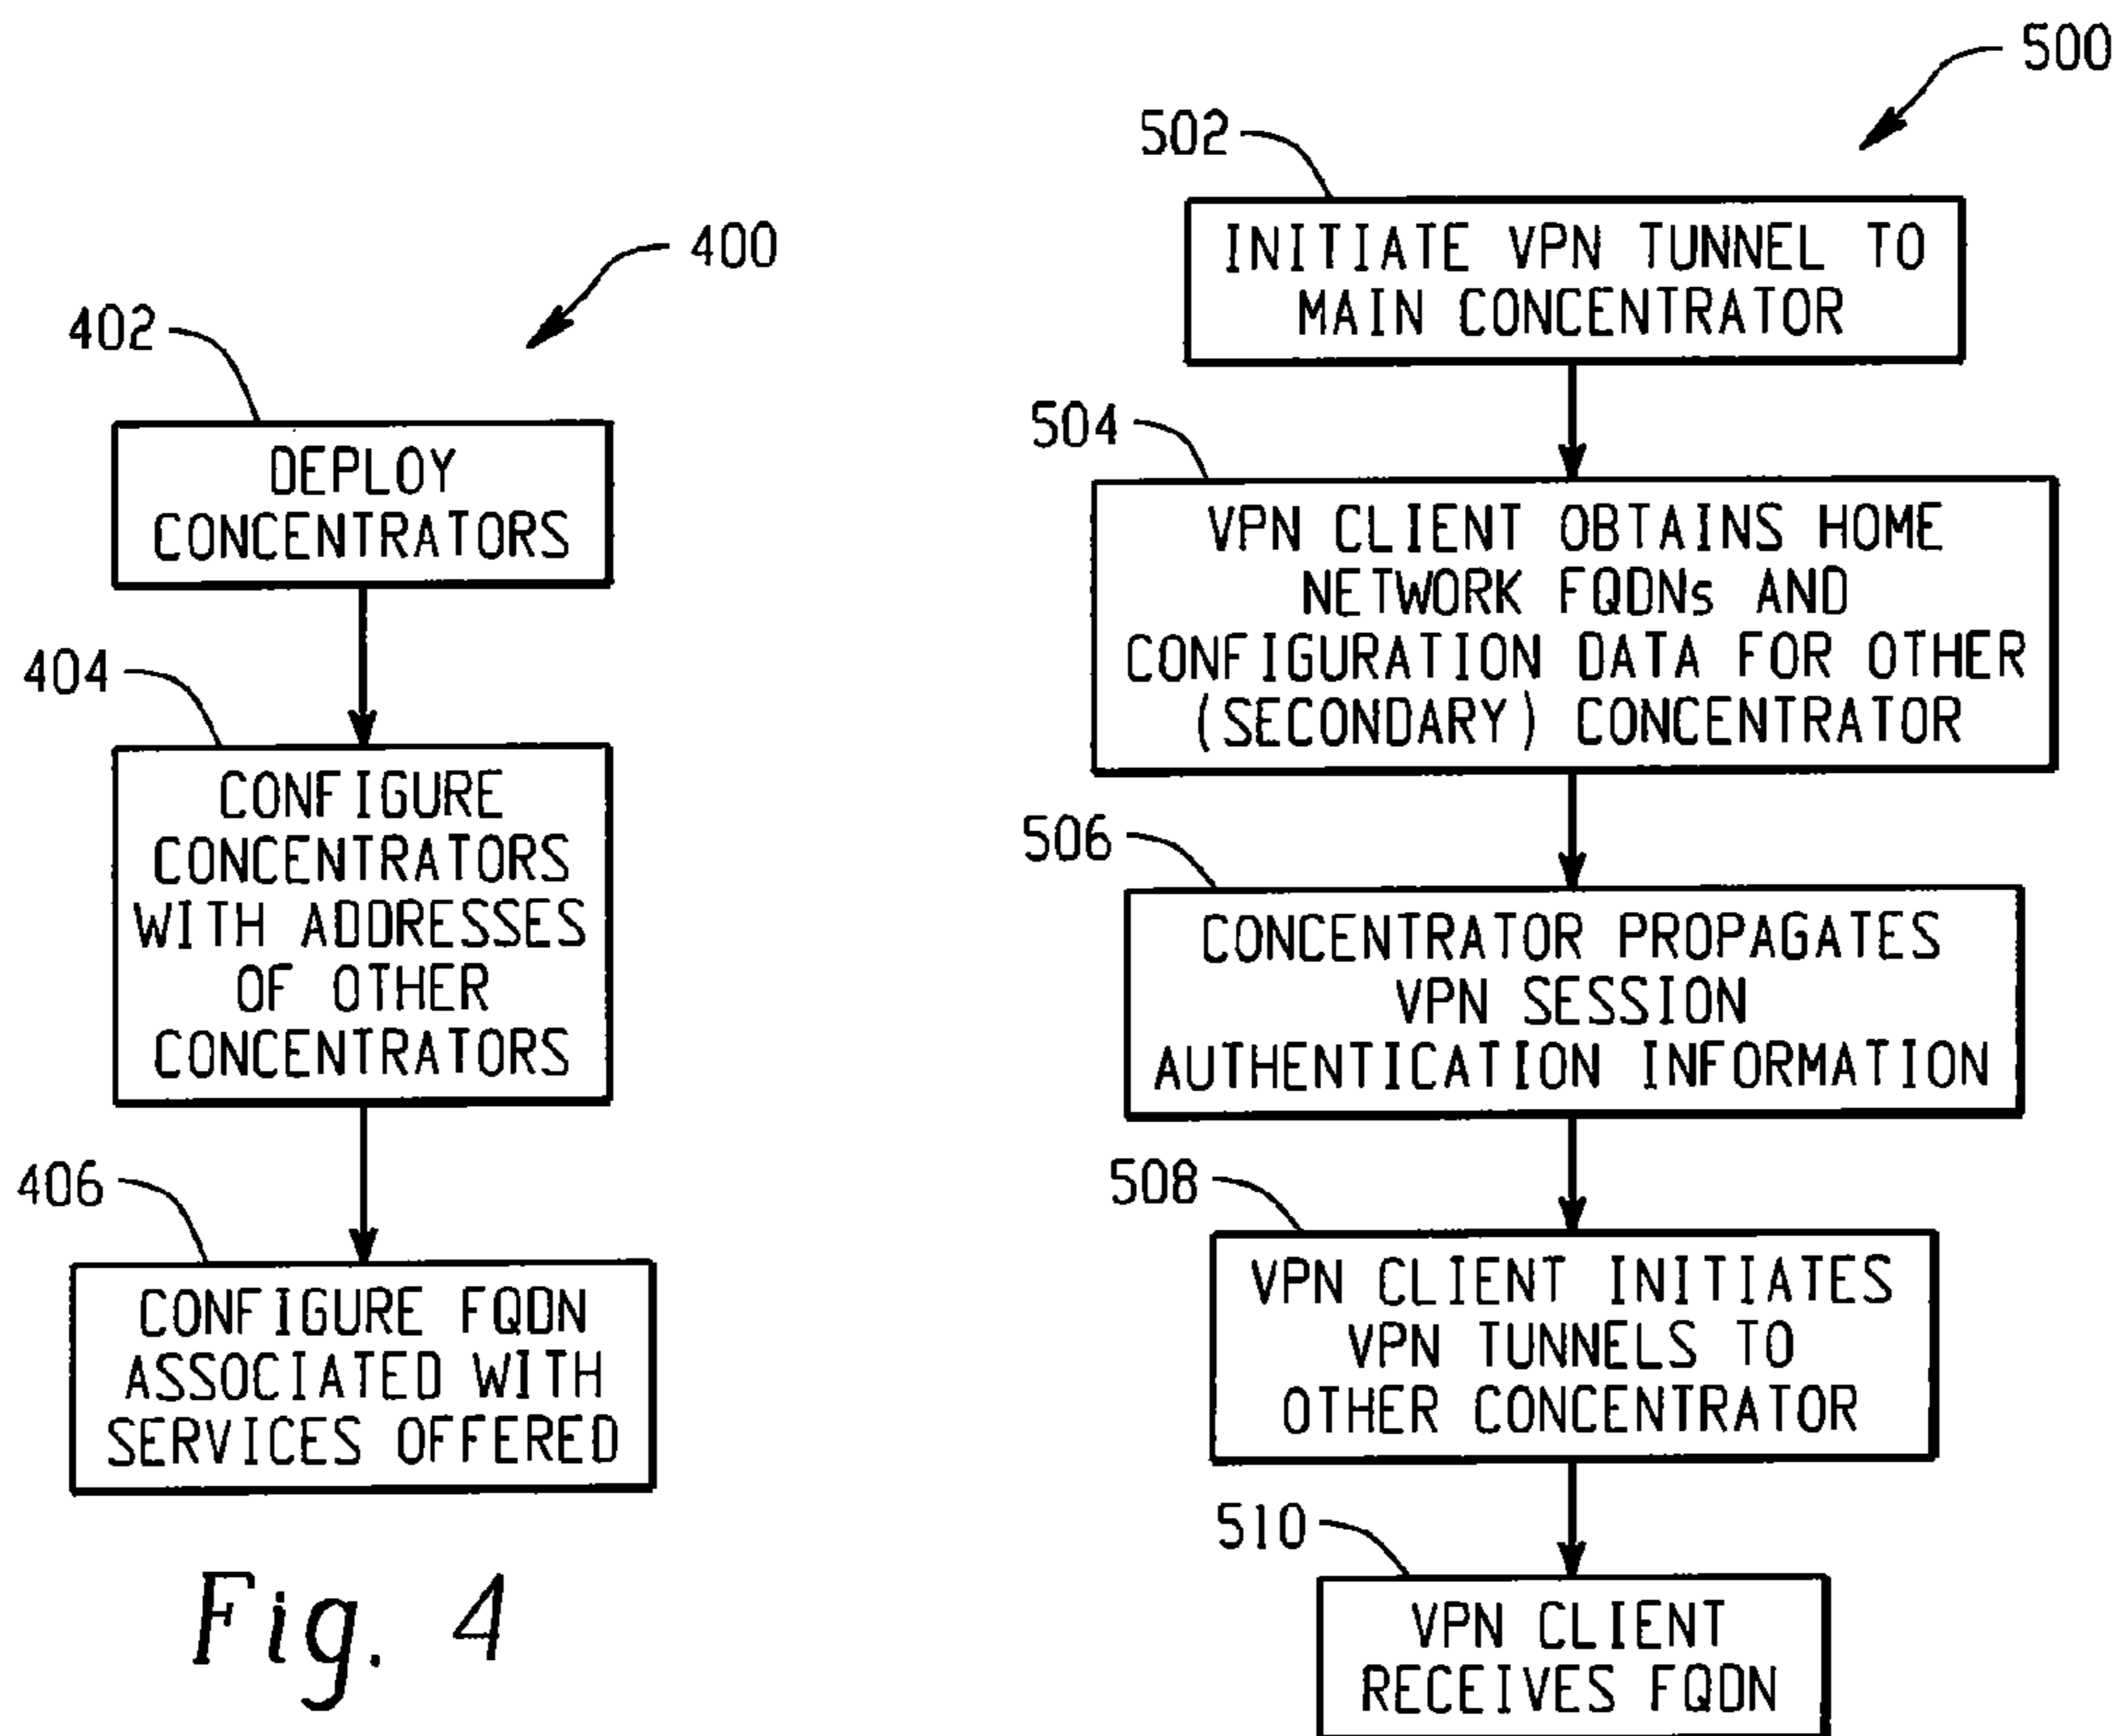 400
402
DEPLOY
CONCENTRATORS
404
CONFIGURE
CONCENTRATORS
WITH ADDRESSES
OF OTHER
CONCENTRATORS
406
CONFIGURE FQDN
ASSOCIATED WITH
SERVICES OFFERED
Fig. 4
500
502
INITIATE VPN TUNNEL TO
MAIN CONCENTRATOR
504
VPN CLIENT OBTAINS HOME
NETWORK FQDNs AND
CONFIGURATION DATA FOR OTHER
(SECONDARY) CONCENTRATOR
506
CONCENTRATOR PROPAGATES
VPN SESSION
AUTHENTICATION INFORMATION
508
VPN CLIENT INITIATES
VPN TUNNELS TO
OTHER CONCENTRATOR
510
VPN CLIENT
RECEIVES FQDN